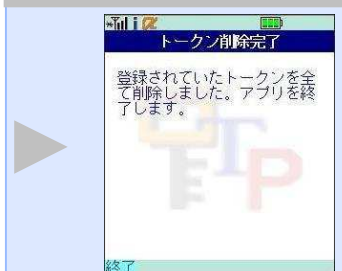 トークン削除完了
登録されていたトークンを全
て削除しました。アプリを終
了します。
OTP
終了